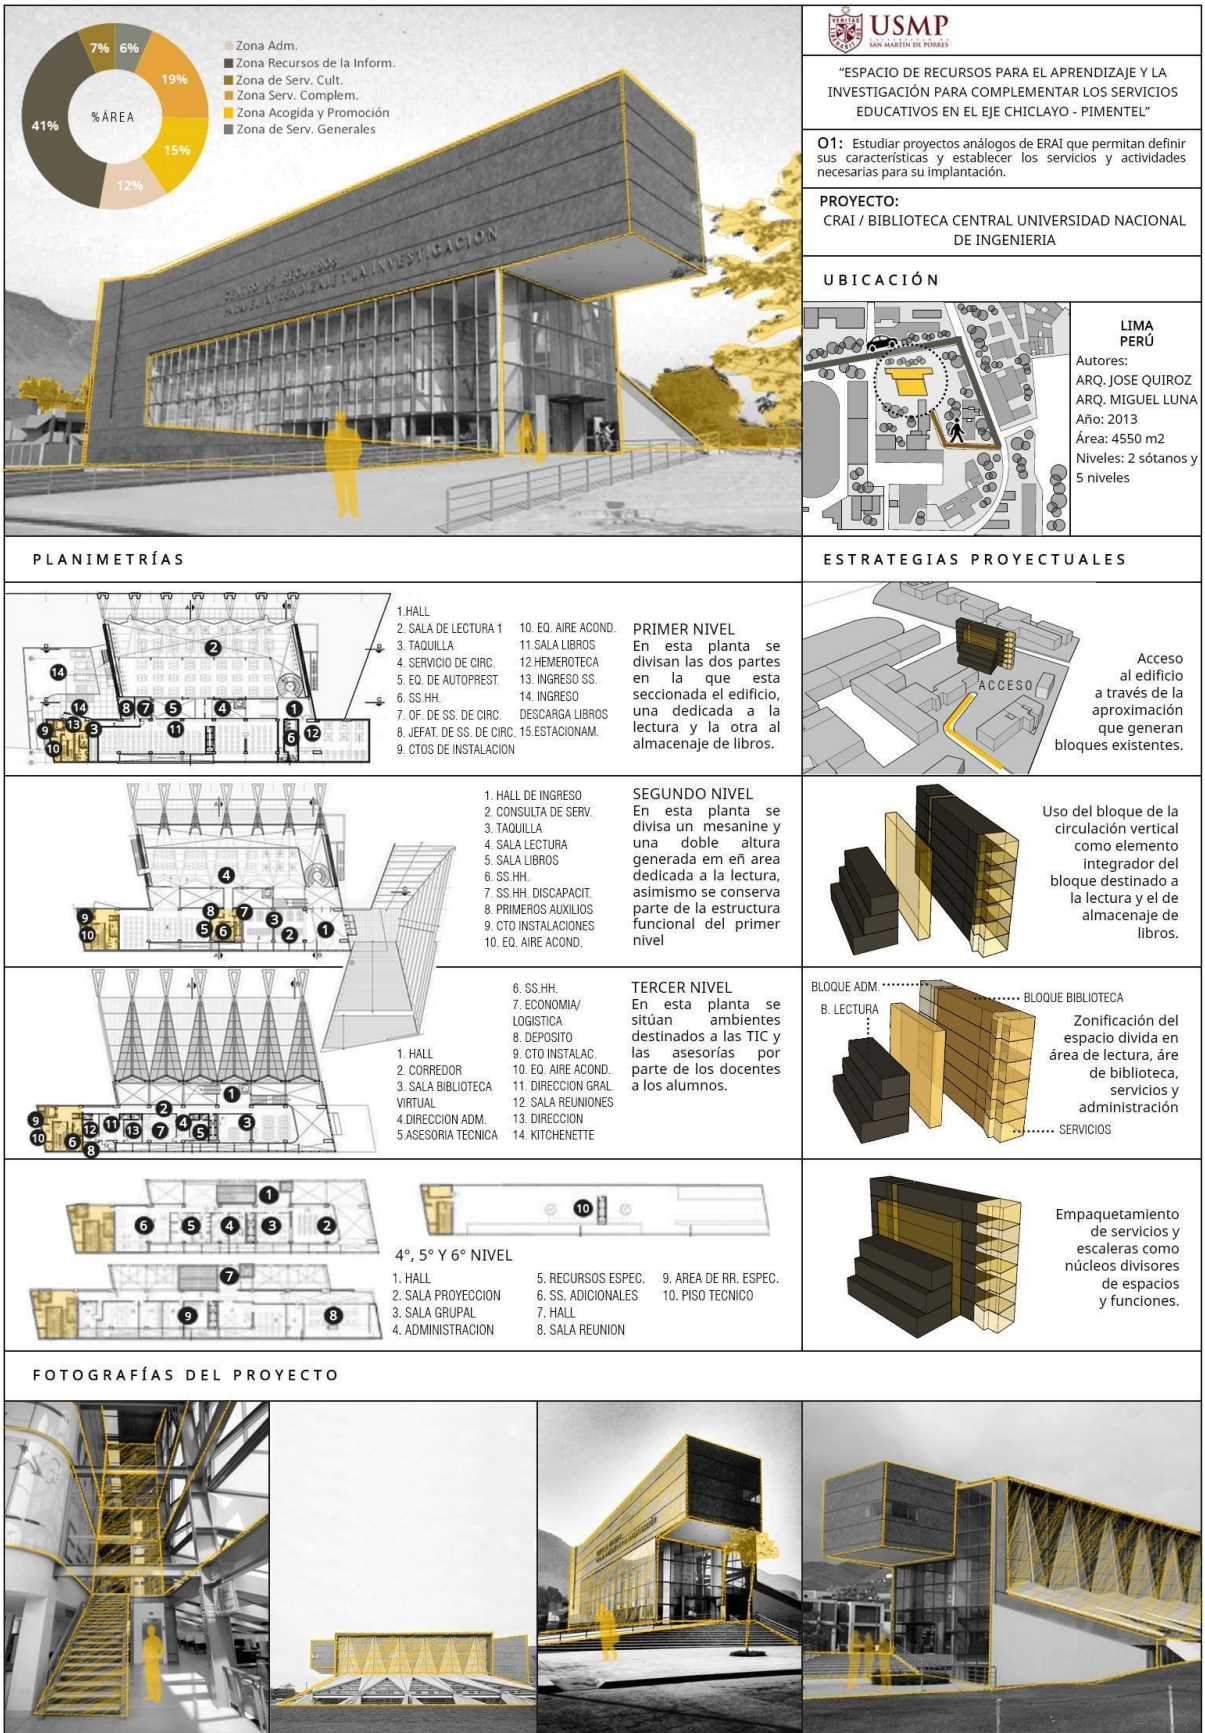 7%
6%
19%
41%
%ÁREA
15%
12%
Zona Adm.
Zona Recursos de la Inform.
Zona de Serv. Cult.
Zona Serv. Complem.
Zona Acogida y Promoción
Zona de Serv. Generales
CENTRO DE RECURSOS
PARA EL APRENDIZAJE Y LA INVESTIGACIÓN
USMP
SAN MARTIN DE PORRES
“ESPACIO DE RECURSOS PARA EL APRENDIZAJE Y LA
INVESTIGACIÓN PARA COMPLEMENTAR LOS SERVICIOS
EDUCATIVOS EN EL EJE CHICLAYO - PIMENTEL”
O1: Estudiar proyectos análogos de ERAI que permitan definir
sus características y establecer los servicios y actividades
necesarias para su implantación.
PROYECTO:
CRAI / BIBLIOTECA CENTRAL UNIVERSIDAD NACIONAL
DE INGENIERIA
UBICACIÓN
LIMA
PERÚ
Autores:
ARQ. JOSE QUIROZ
ARQ. MIGUEL LUNA
Año: 2013
Área: 4550 m2
Niveles: 2 sótanos y
5 niveles
PLANIMETRÍAS
1.HALL
2. SALA DE LECTURA 1
3. TAQUILLA
4. SERVICIO DE CIRC.
5. EQ. DE AUTOPREST.
6. SS.HH.
7. OF. DE SS. DE CIRC.
8. JEFAT. DE SS. DE CIRC.
9. CTOS DE INSTALACION
10. EQ. AIRE ACOND.
11.SALA LIBROS
12.HEMEROTECA
13. INGRESO SS.
14. INGRESO
DESCARGA LIBROS
15.ESTACIONAM.
PRIMER NIVEL
En esta planta se
divisan las dos partes
en la que esta
seccionada el edificio,
una dedicada a la
lectura y la otra al
almacenaje de libros.
1. HALL DE INGRESO
2. CONSULTA DE SERV.
3. TAQUILLA
4. SALA LECTURA
5. SALA LIBROS
6. SS.HH.
7. SS.HH. DISCAPACIT.
8. PRIMEROS AUXILIOS
9. CTO INSTALACIONES
10. EQ. AIRE ACOND.
SEGUNDO NIVEL
En esta planta se
divisa un mesanine y
una doble altura
generada em eñ area
dedicada a la lectura,
asimismo se conserva
parte de la estructura
funcional del primer
nivel
1. HALL
2. CORREDOR
3. SALA BIBLIOTECA
VIRTUAL
4.DIRECCION ADM.
5.ASESORIA TECNICA
6. SS.HH.
7. ECONOMIA/
LOGISTICA
8. DEPOSITO
9. CTO INSTALAC.
10. EQ. AIRE ACOND.
11. DIRECCION GRAL.
12. SALA REUNIONES
13. DIRECCION
14. KITCHENETTE
TERCER NIVEL
En esta planta se
sitúan ambientes
destinados a las TIC y
las asesorías por
parte de los docentes
a los alumnos.
4°, 5° Y 6° NIVEL
1. HALL
2. SALA PROYECCION
3. SALA GRUPAL
4. ADMINISTRACION
5. RECURSOS ESPEC.
6. SS. ADICIONALES
7. HALL
8. SALA REUNION
9. AREA DE RR. ESPEC.
10. PISO TECNICO
ESTRATEGIAS PROYECTUALES
ACCESO
Acceso
al edificio
a través de la
aproximación
que generan
bloques existentes.
Uso del bloque de la
circulación vertical
como elemento
integrador del
bloque destinado a
la lectura y el de
almacenaje de
libros.
BLOQUE ADM.
B. LECTURA
BLOQUE BIBLIOTECA
SERVICIOS
Zonificación del
espacio divida en
área de lectura, áre
de biblioteca,
servicios y
administración
Empaquetamiento
de servicios y
escaleras como
núcleos divisores
de espacios
y funciones.
FOTOGRAFÍAS DEL PROYECTO